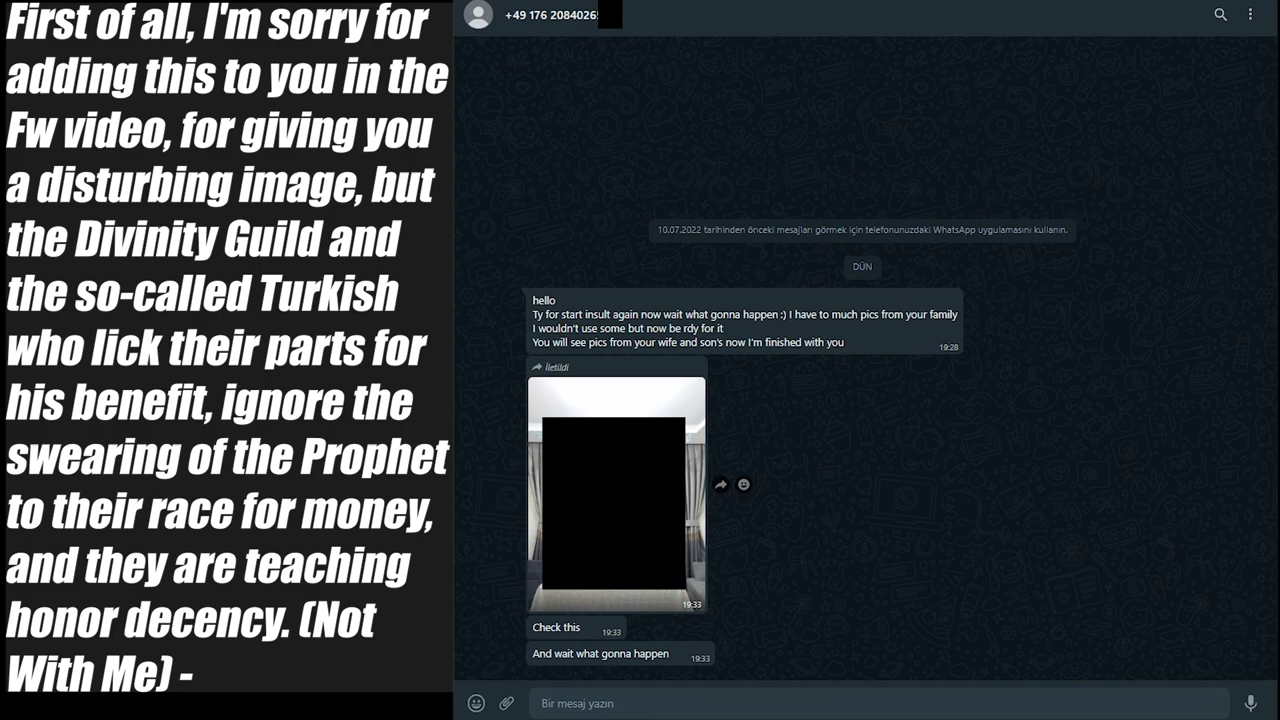 First of all, I'm sorry for
adding this to you in the
Fw video, for giving you
a disturbing image, but
the Divinity Guild and
the so-called Turkish
who lick their parts for
his benefit, ignore the
swearing of the Prophet
to their race for money,
and they are teaching
honor decency. (Not
With Me) -
+49 176 2084026
10.07.2022 tarihinden önceki mesajları görmek için telefonunuzdaki WhatsApp uygulamasını kullanın.
DÜN
hello
Ty for start insult again now wait what gonna happen :) I have to much pics from your family
I wouldn't use some but now be rdy for it
You will see pics from your wife and son's now I'm finished with you
19:28
İletildi
19:33
Check this
19:33
And wait what gonna happen
19:33
Bir mesaj yazın